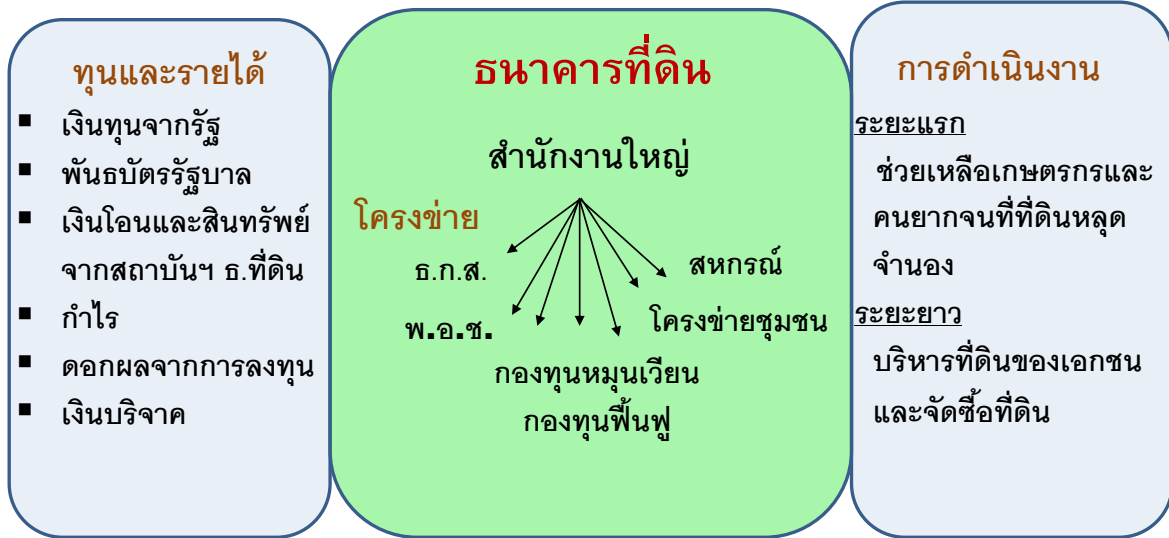 ทุนและรายได้
▪ เงินทุนจากรัฐ
▪ พันธบัตรรัฐบาล
▪ เงินโอนและสินทรัพย์
จากสถาบันฯ ธ.ที่ดิน
▪ กำไร
▪ ดอกผลจากการลงทุน
▪ เงินบริจาค
ธนาคารที่ดิน
สำนักงานใหญ่
โครงข่าย
ธ.ก.ส.
พ.อ.ช.
กองทุนหมุนเวียน
กองทุนฟื้นฟู
โครงข่ายชุมชน
สหกรณ์
การดำเนินงาน
ระยะแรก
ช่วยเหลือเกษตรกรและ
คนยากจนที่ที่ดินหลุด
จำนอง
ระยะยาว
บริหารที่ดินของเอกชน
และจัดซื้อที่ดิน